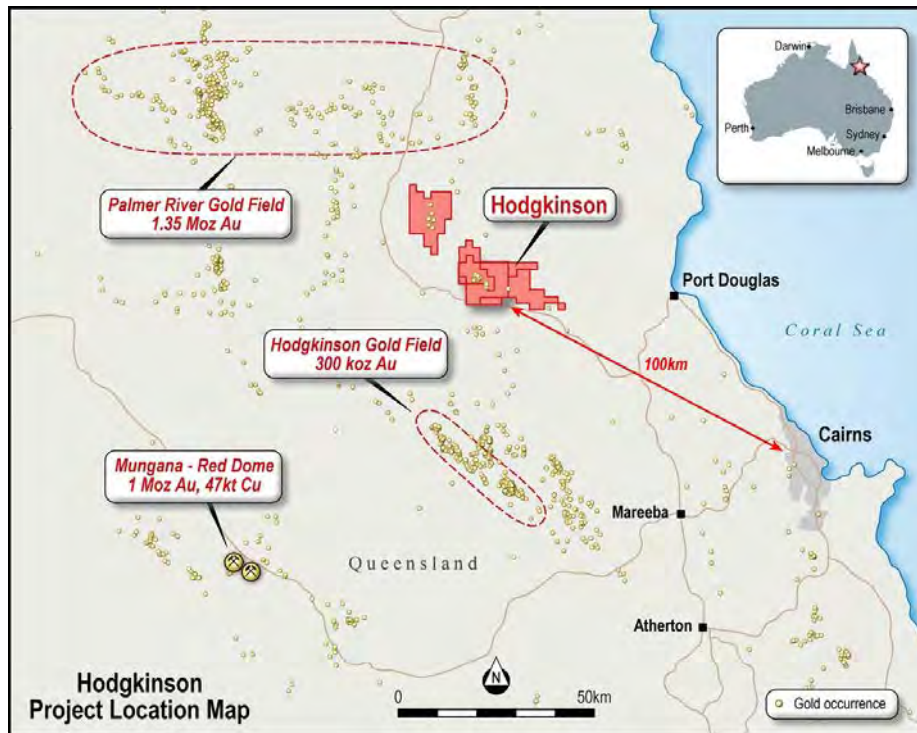 Darwin
Brisbane
Perth
Sydney
Melbourne
Palmer River Gold Field
1.35 Moz Au
Hodgkinson
Port Douglas
Coral Sea
Hodgkinson Gold Field
300 koz Au
100km
Cairns
Mungana - Red Dome
1 Moz Au, 47kt Cu
Mareeba
Queensland
Atherton
Hodgkinson
Project Location Map
N
0
50km
Gold occurrence